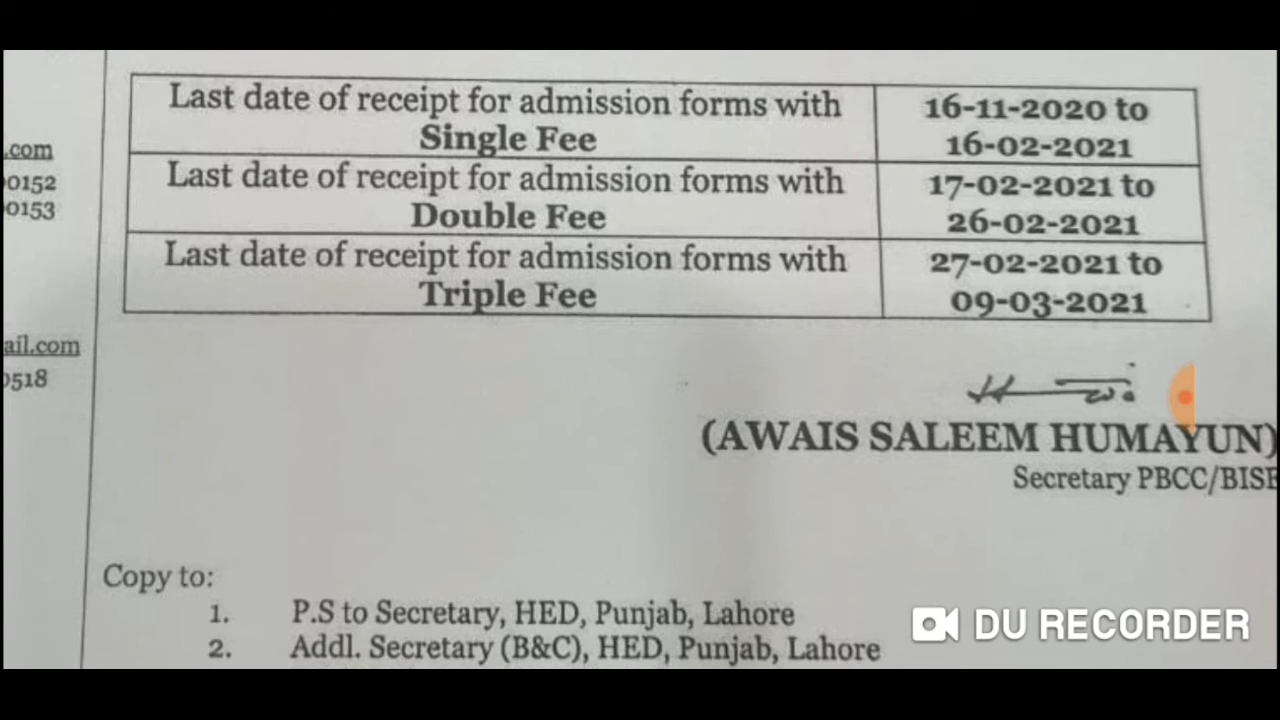 Last date of receipt for admission forms with
Single Fee
16-11-2020 to
16-02-2021
Last date of receipt for admission forms with
Double Fee
17-02-2021 to
26-02-2021
Last date of receipt for admission forms with
Triple Fee
27-02-2021 to
09-03-2021
.com
0152
0153
ail.com
0518
(AWAIS SALEEM HUMAYUN)
Secretary PBCC/BISE
Copy to:
1. P.S to Secretary, HED, Punjab, Lahore
2. Addl. Secretary (B&C), HED, Punjab, Lahore
DU RECORDER